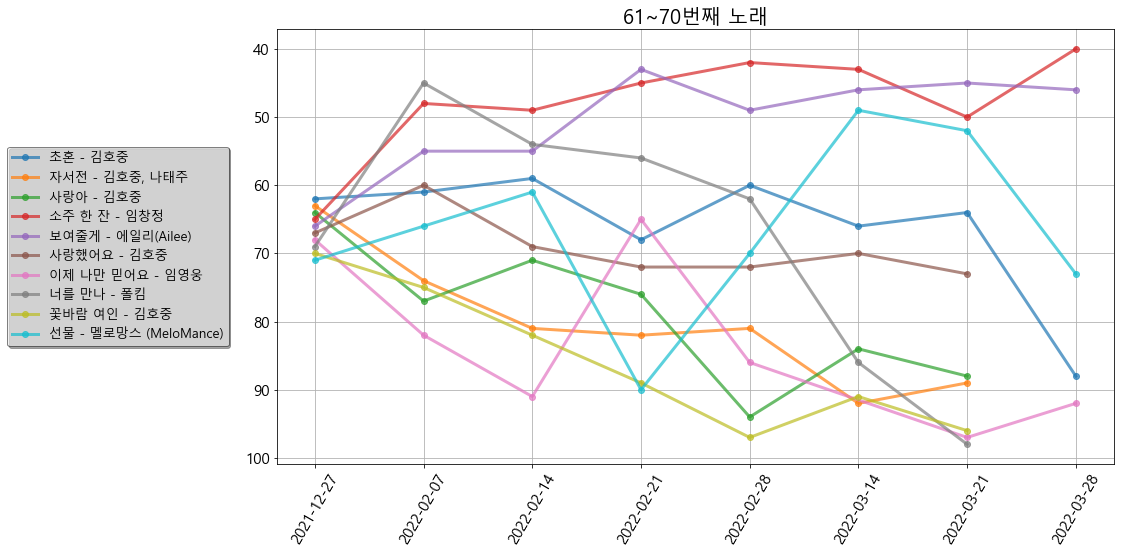 61~70번째 노래
초혼 - 김호중
자서전 - 김호중, 나태주
사랑아 - 김호중
소주 한 잔 - 임창정
보여줄게 - 에일리(Ailee)
사랑했어요 - 김호중
이제 나만 믿어요 - 임영웅
너를 만나 - 폴킴
꽃바람 여인 - 김호중
선물 - 멜로망스 (MeloMance)
40
50
60
70
80
90
100
2021-12-27
2022-02-07
2022-02-14
2022-02-21
2022-02-28
2022-03-14
2022-03-21
2022-03-28